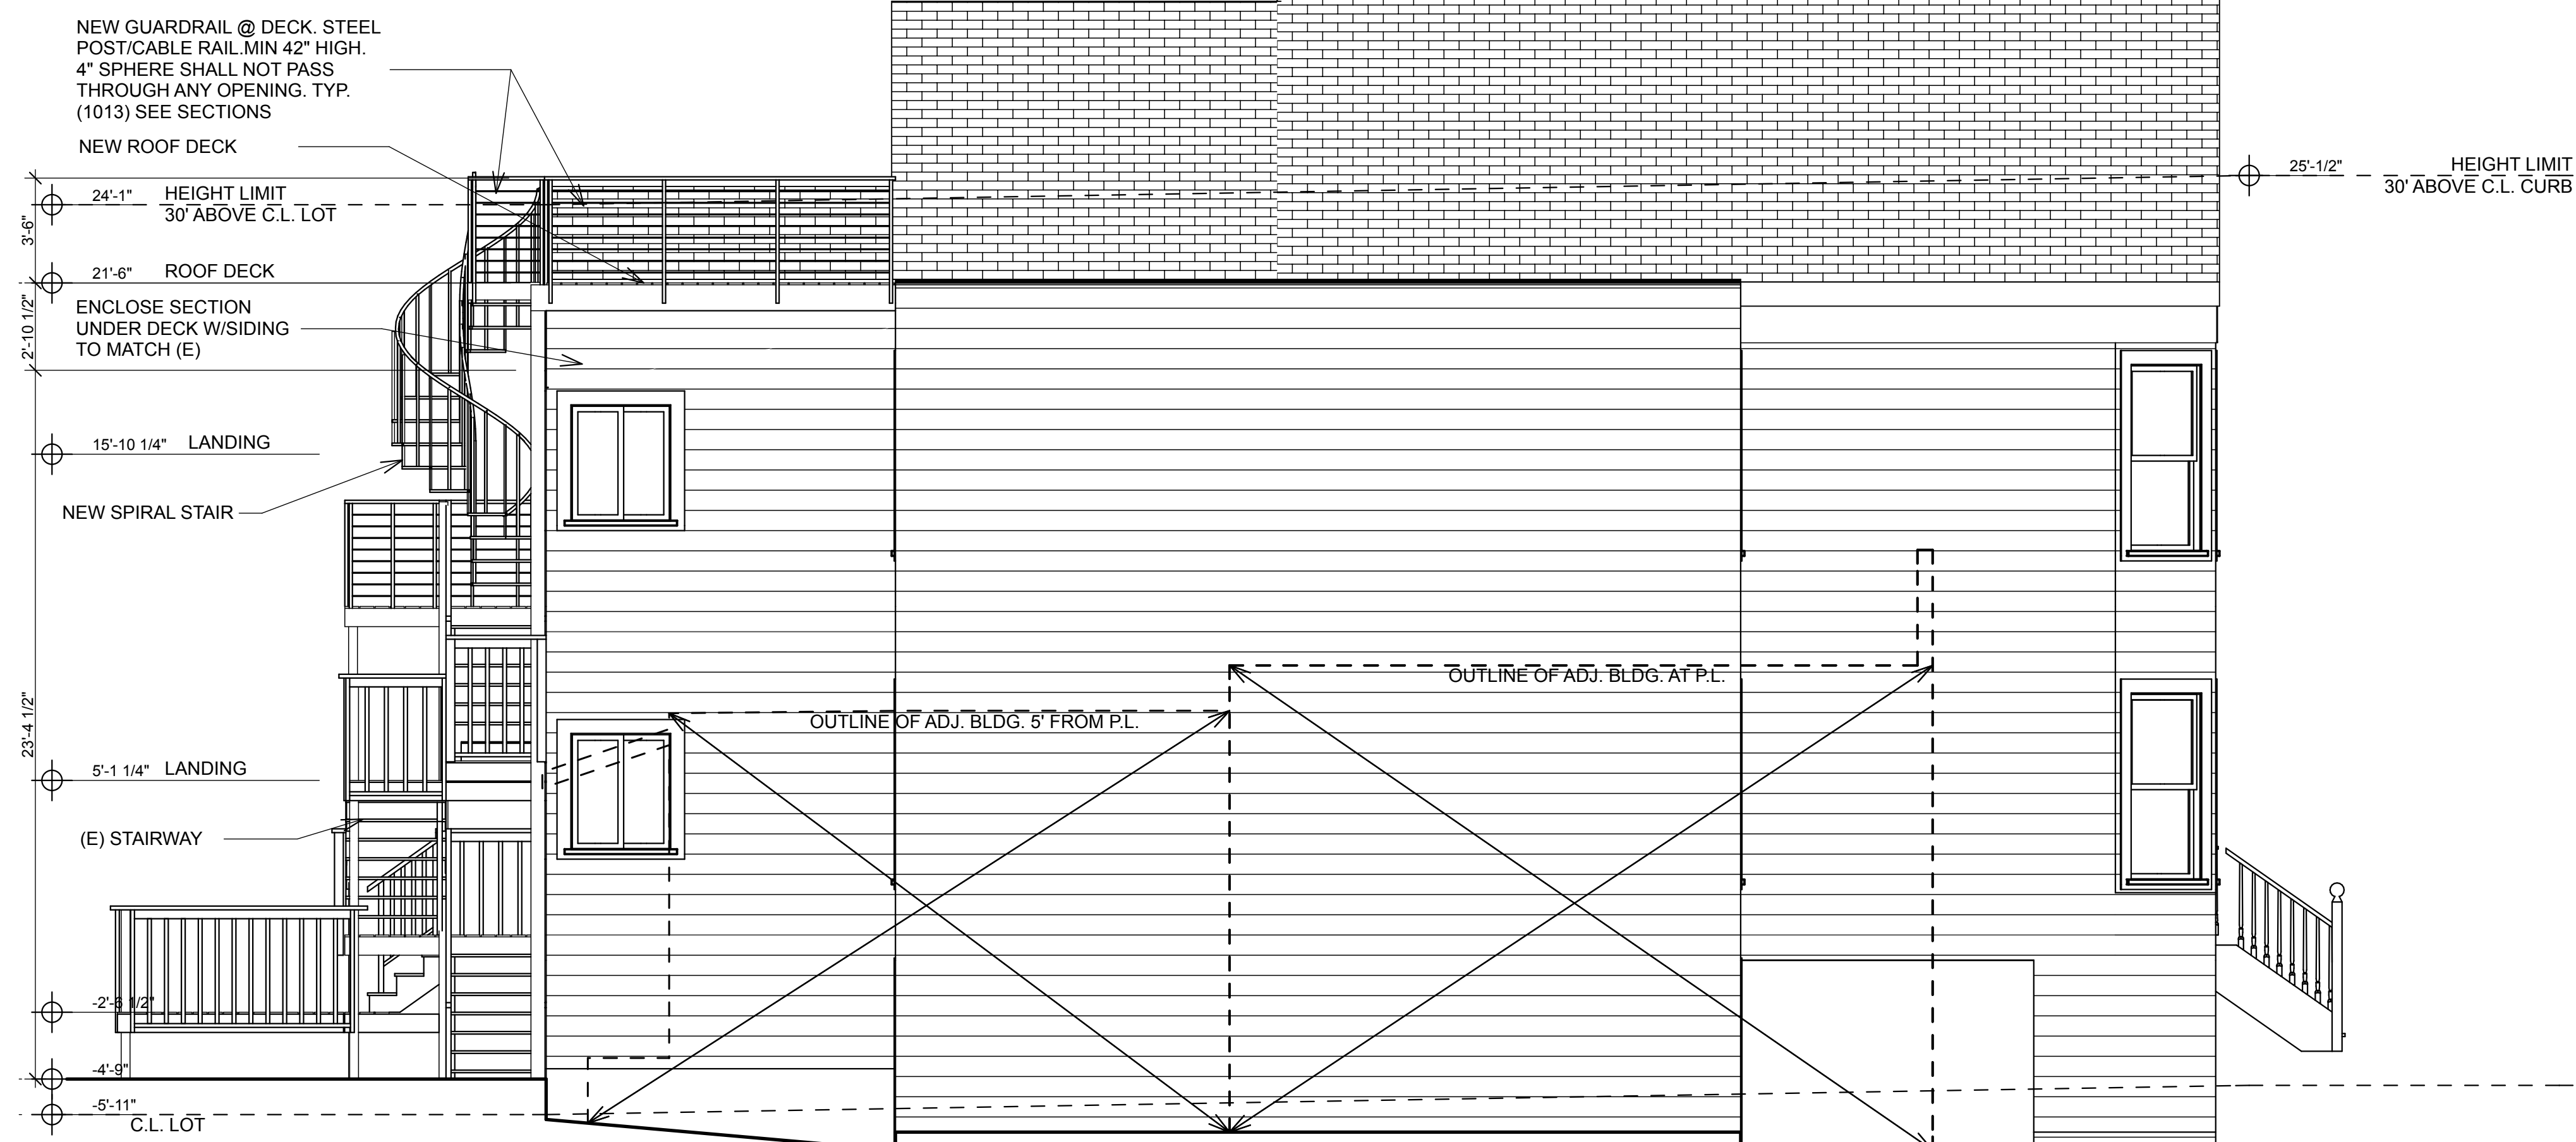 NEW GUARDRAIL @ DECK. STEEL
POST/CABLE RAIL.MIN 42" HIGH.
4" SPHERE SHALL NOT PASS
THROUGH ANY OPENING. TYP.
(1013) SEE SECTIONS
NEW ROOF DECK
24'-1" HEIGHT LIMIT
30' ABOVE C.L. LOT
25'-1/2" HEIGHT LIMIT
30' ABOVE C.L. CURB
3'-6"
21'-6" ROOF DECK
ENCLOSE SECTION
UNDER DECK W/SIDING
TO MATCH (E)
2'-10 1/2"
15'-10 1/4" LANDING
NEW SPIRAL STAIR
OUTLINE OF ADJ. BLDG. AT P.L.
OUTLINE OF ADJ. BLDG. 5' FROM P.L.
23'-4 1/2"
5'-1 1/4" LANDING
(E) STAIRWAY
-2'-6 1/2"
-4'-9"
-5'-11"
C.L. LOT